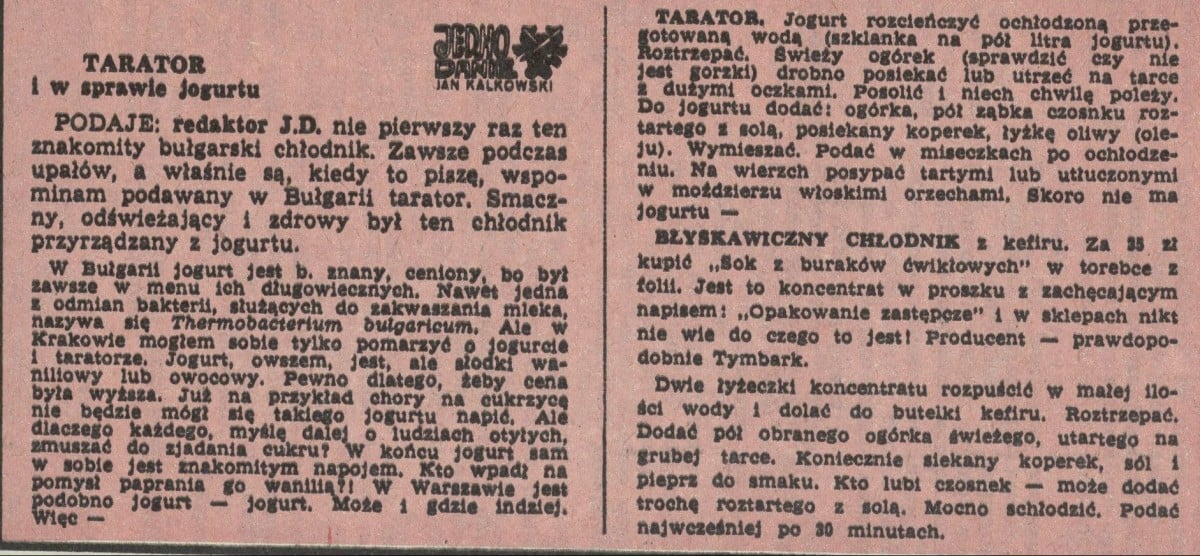 TARATOR
i w sprawie jogurtu
JEDNO
DANIE
JAN KALKOWSKI
PODAJE: redaktor J.D. nie pierwszy raz ten
znakomity bułgarski chłodnik. Zawsze podczas
upałów, a właśnie są, kiedy to piszę, wspo-
minam podawany w Bułgarii tarator. Smacz-
ny, odświeżający i zdrowy był ten chłodnik
przyrządzany z jogurtu.
W Bułgarii jogurt jest b. znany, ceniony, bo był
zawsze w menu ich długowiecznych. Nawet jedna
z odmian bakterii, służących do zakwaszania mleka,
nazywa się Thermobacterium bulgaricum. Ale w
Krakowie mogłem sobie tylko pomarzyć o jogurcie
i taratorze. Jogurt, owszem, jest, ale słodki wa-
niliowy lub owocowy. Pewno dlatego, żeby cena
była wyższa. Już na przykład chory na cukrzycę
nie będzie mógł się takiego jogurtu napić. Ale
dlaczego każdego, myślę dalej o ludziach otyłych,
zmuszać do zjadania cukru? W końcu jogurt sam
w sobie jest znakomitym napojem. Kto wpadł na
pomysł paprania go wanilią?! W Warszawie jest
podobno jogurt — jogurt. Może i gdzie indziej.
Więc —
TARATOR. Jogurt rozcieńczyć ochłodzoną prze-
gotowaną wodą (szklanka na pół litra jogurtu).
Roztrzepać. Świeży ogórek (sprawdzić czy nie
jest gorzki) drobno posiekać lub utrzeć na tarce
z dużymi oczkami. Posolić i niech chwilę poleży.
Do jogurtu dodać: ogórka, pół ząbka czosnku roz-
tartego z solą, posiekany koperek, łyżkę oliwy (ole-
ju). Wymieszać. Podać w miseczkach po ochłodze-
niu. Na wierzch posypać tartymi lub utłuczonymi
w moździerzu włoskimi orzechami. Skoro nie ma
jogurtu —
BŁYSKAWICZNY CHŁODNIK z kefiru. Za 35 zł
kupić „Sok z buraków ćwikłowych" w torebce z
folii. Jest to koncentrat w proszku z zachęcającym
napisem: „Opakowanie zastępcze" i w sklepach nikt
nie wie do czego to jest! Producent — prawdopo-
dobnie Tymbark.
Dwie łyżeczki koncentratu rozpuścić w małej ilo-
ści wody i dolać do butelki kefiru. Roztrzepać.
Dodać pół obranego ogórka świeżego, utartego na
grubej tarce. Koniecznie siekany koperek, sól i
pieprz do smaku. Kto lubi czosnek — może dodać
trochę roztartego z solą. Mocno schłodzić. Podać
najwcześniej po 30 minutach.